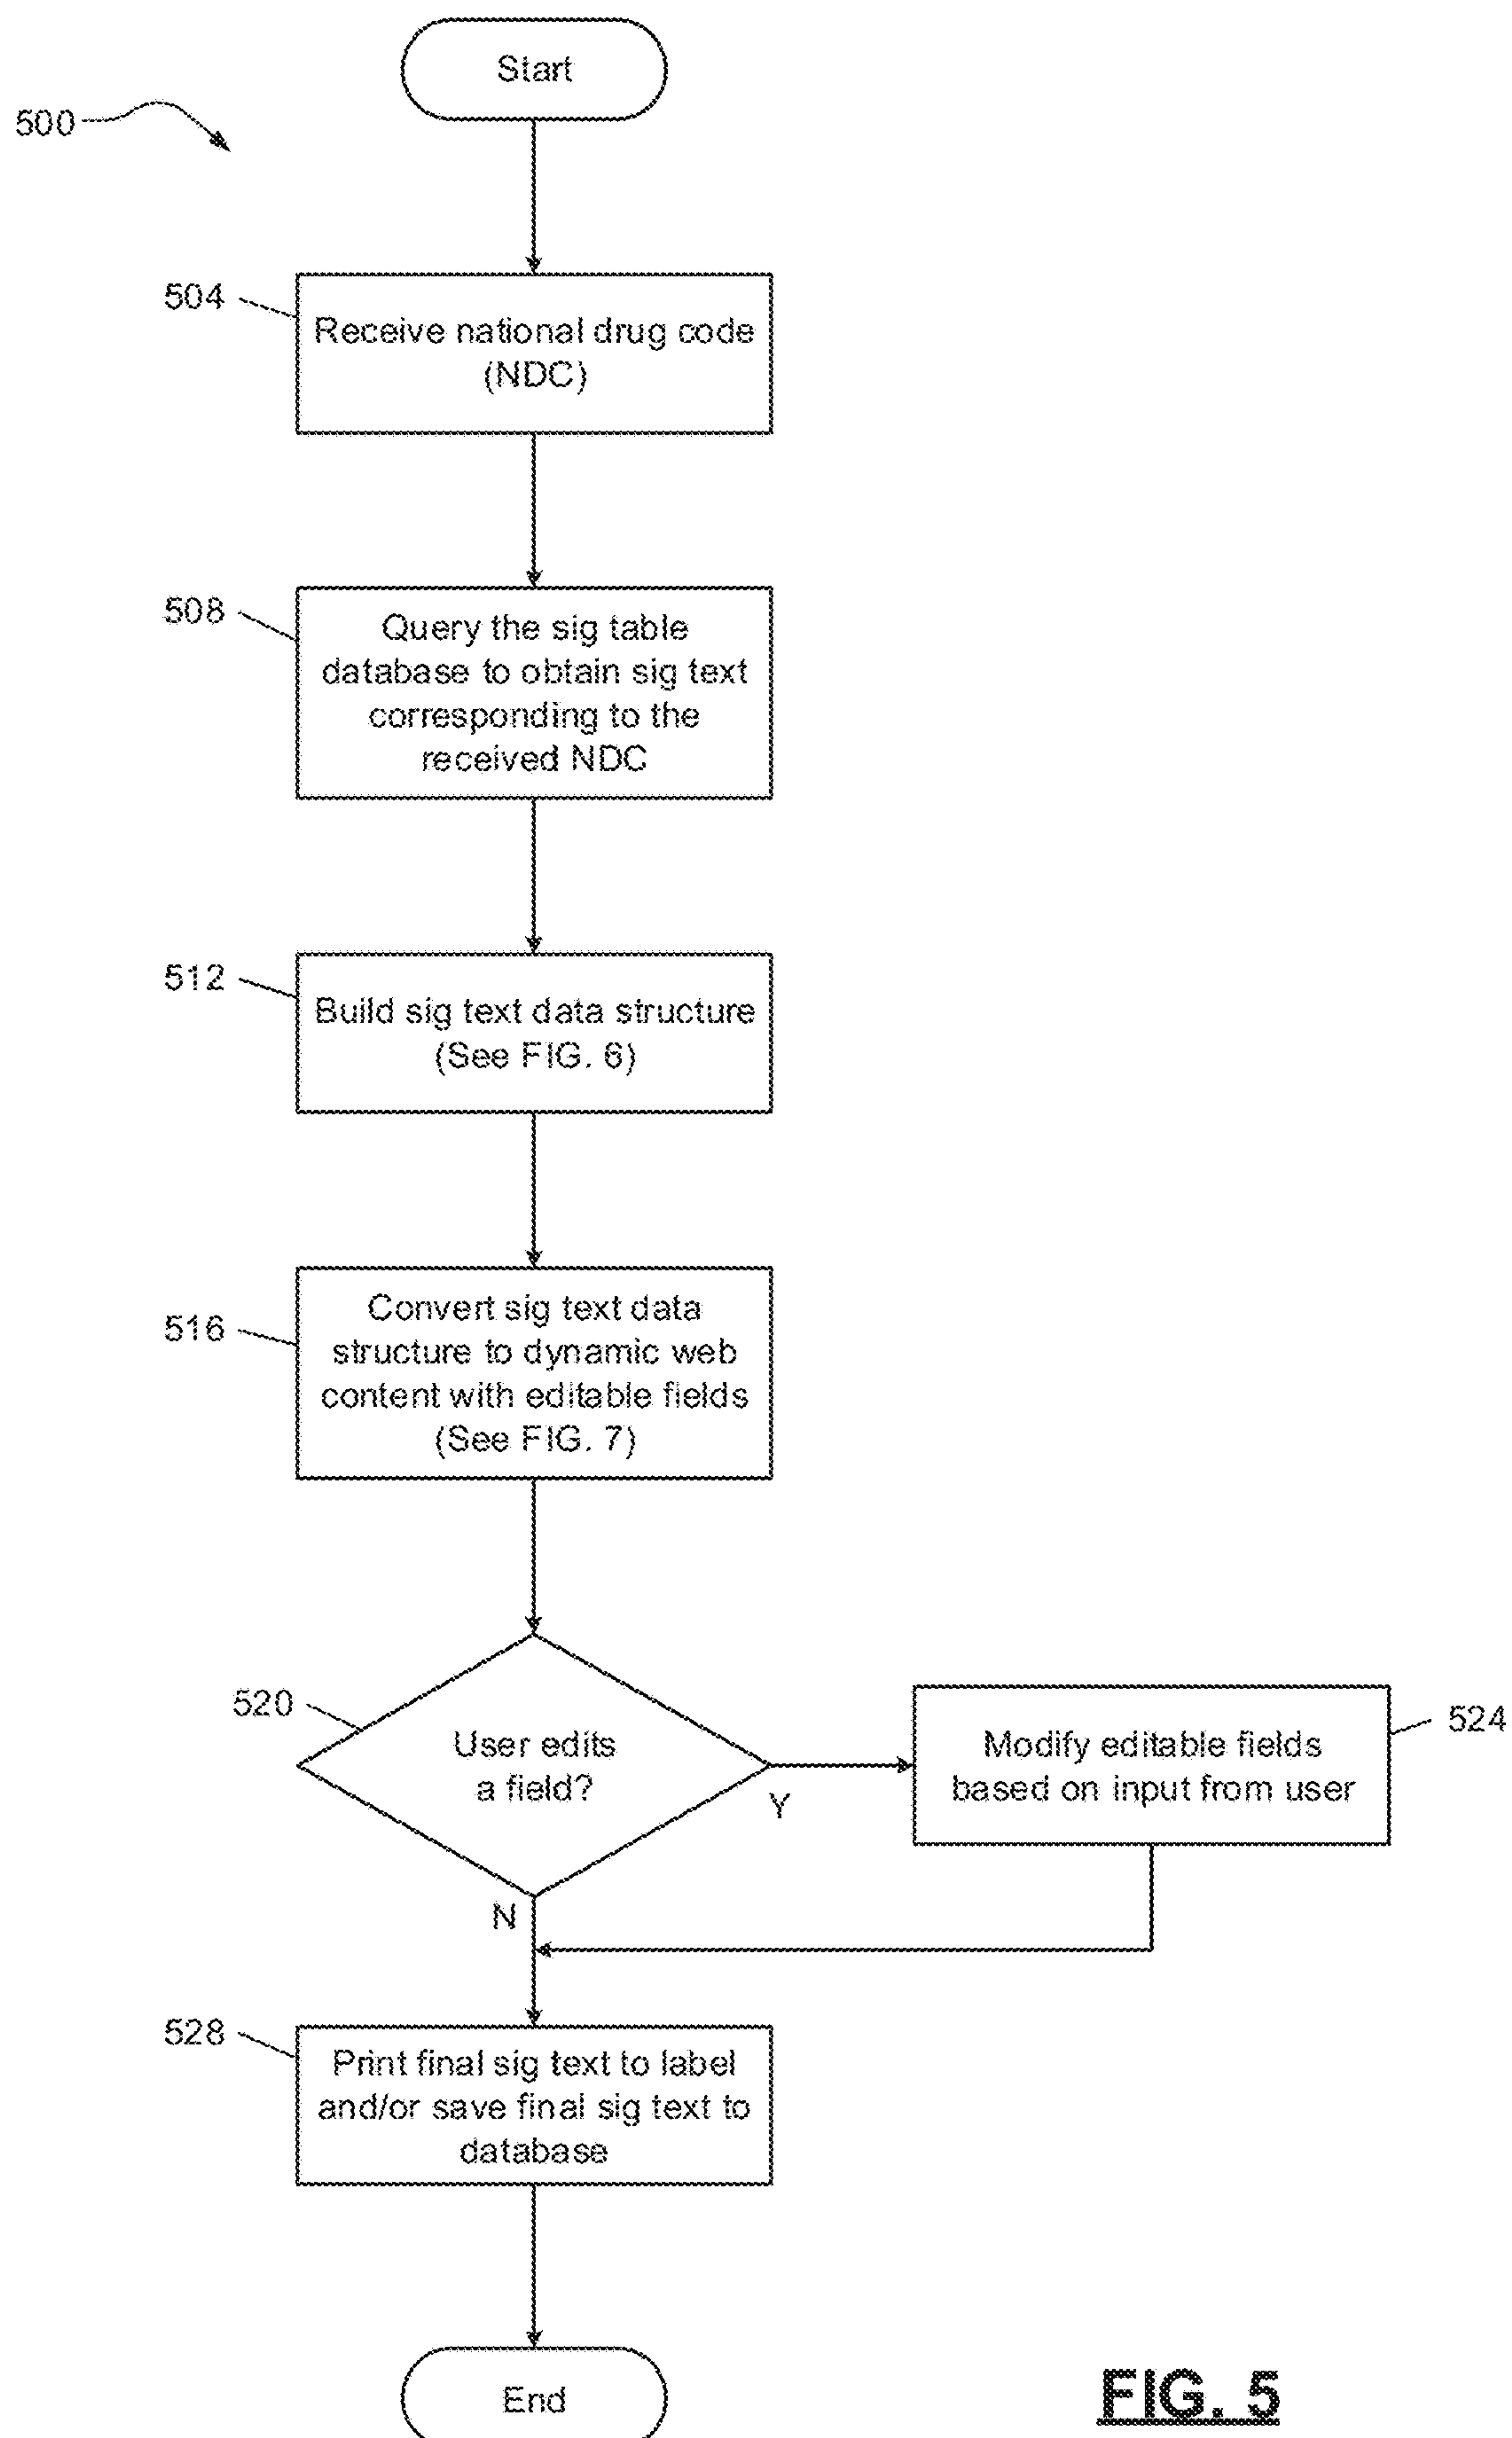 Start
500
504
Receive national drug code
(NDC)
508
Query the sig table
database to obtain sig text
corresponding to the
received NDC
512
Build sig text data structure
(See FIG. 6)
516
Convert sig text data
structure to dynamic web
content with editable fields
(See FIG. 7)
520
User edits
a field?
Y
524
Modify editable fields
based on input from user
N
528
Print final sig text to label
and/or save final sig text to
database
End
FIG. 5